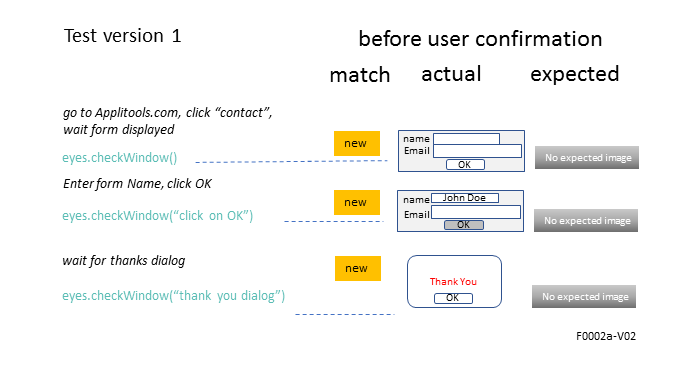 Test version 1
before user confirmation
match actual expected
go to Applitools.com, click “contact”,
wait form displayed
new
name
Email
OK
eyes.checkWindow()
No expected image
Enter form Name, click OK
new
name John Doe
Email
OK
eyes.checkWindow(“click on OK”)
No expected image
wait for thanks dialog
new
Thank You
OK
eyes.checkWindow(“thank you dialog”)
No expected image
F0002a-V02